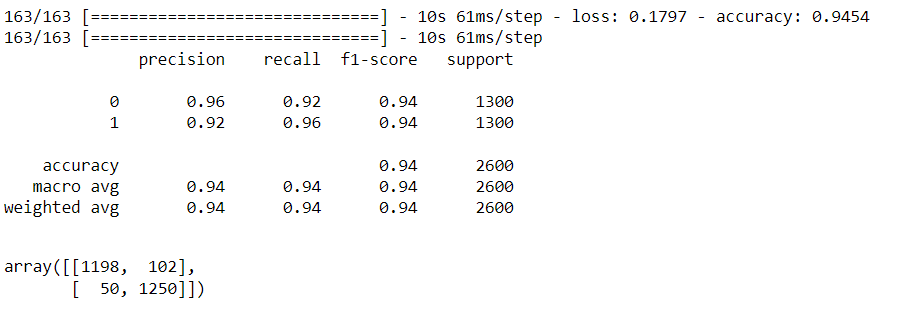 163/163 [==============================] - 10s 61ms/step - loss: 0.1797 - accuracy: 0.9454
163/163 [==============================] - 10s 61ms/step
precision recall f1-score support
0 0.96 0.92 0.94 1300
1 0.92 0.96 0.94 1300
accuracy 0.94 2600
macro avg 0.94 0.94 0.94 2600
weighted avg 0.94 0.94 0.94 2600
array([[1198, 102],
[ 50, 1250]])